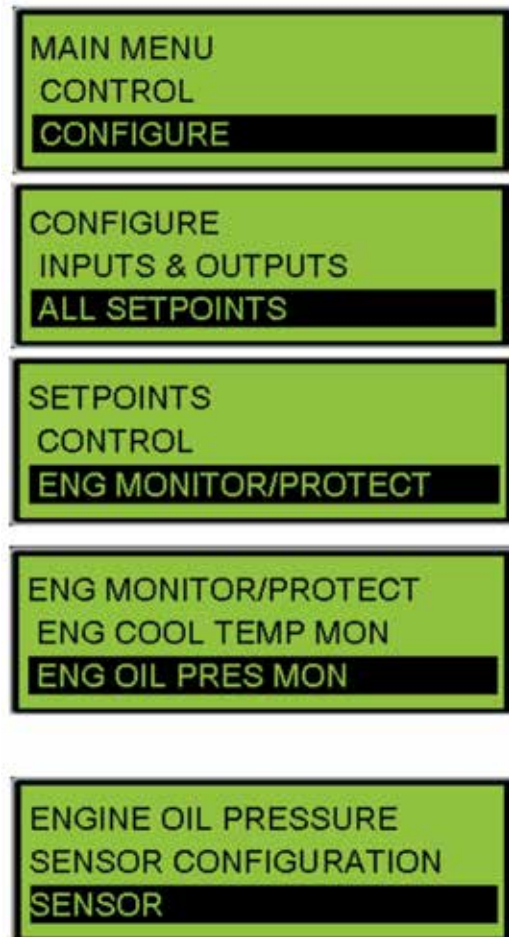 MAIN MENU
CONTROL
CONFIGURE
CONFIGURE
INPUTS & OUTPUTS
ALL SETPOINTS
SETPOINTS
CONTROL
ENG MONITOR/PROTECT
ENG MONITOR/PROTECT
ENG COOL TEMP MON
ENG OIL PRES MON
ENGINE OIL PRESSURE
SENSOR CONFIGURATION
SENSOR